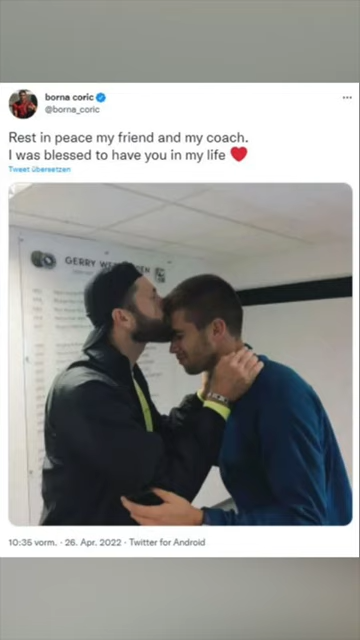 borna coric
@borna_coric
Rest in peace my friend and my coach.
I was blessed to have you in my life ❤️
Tweet übersetzen
GERRY
10:35 vorm. · 26. Apr. 2022 · Twitter for Android